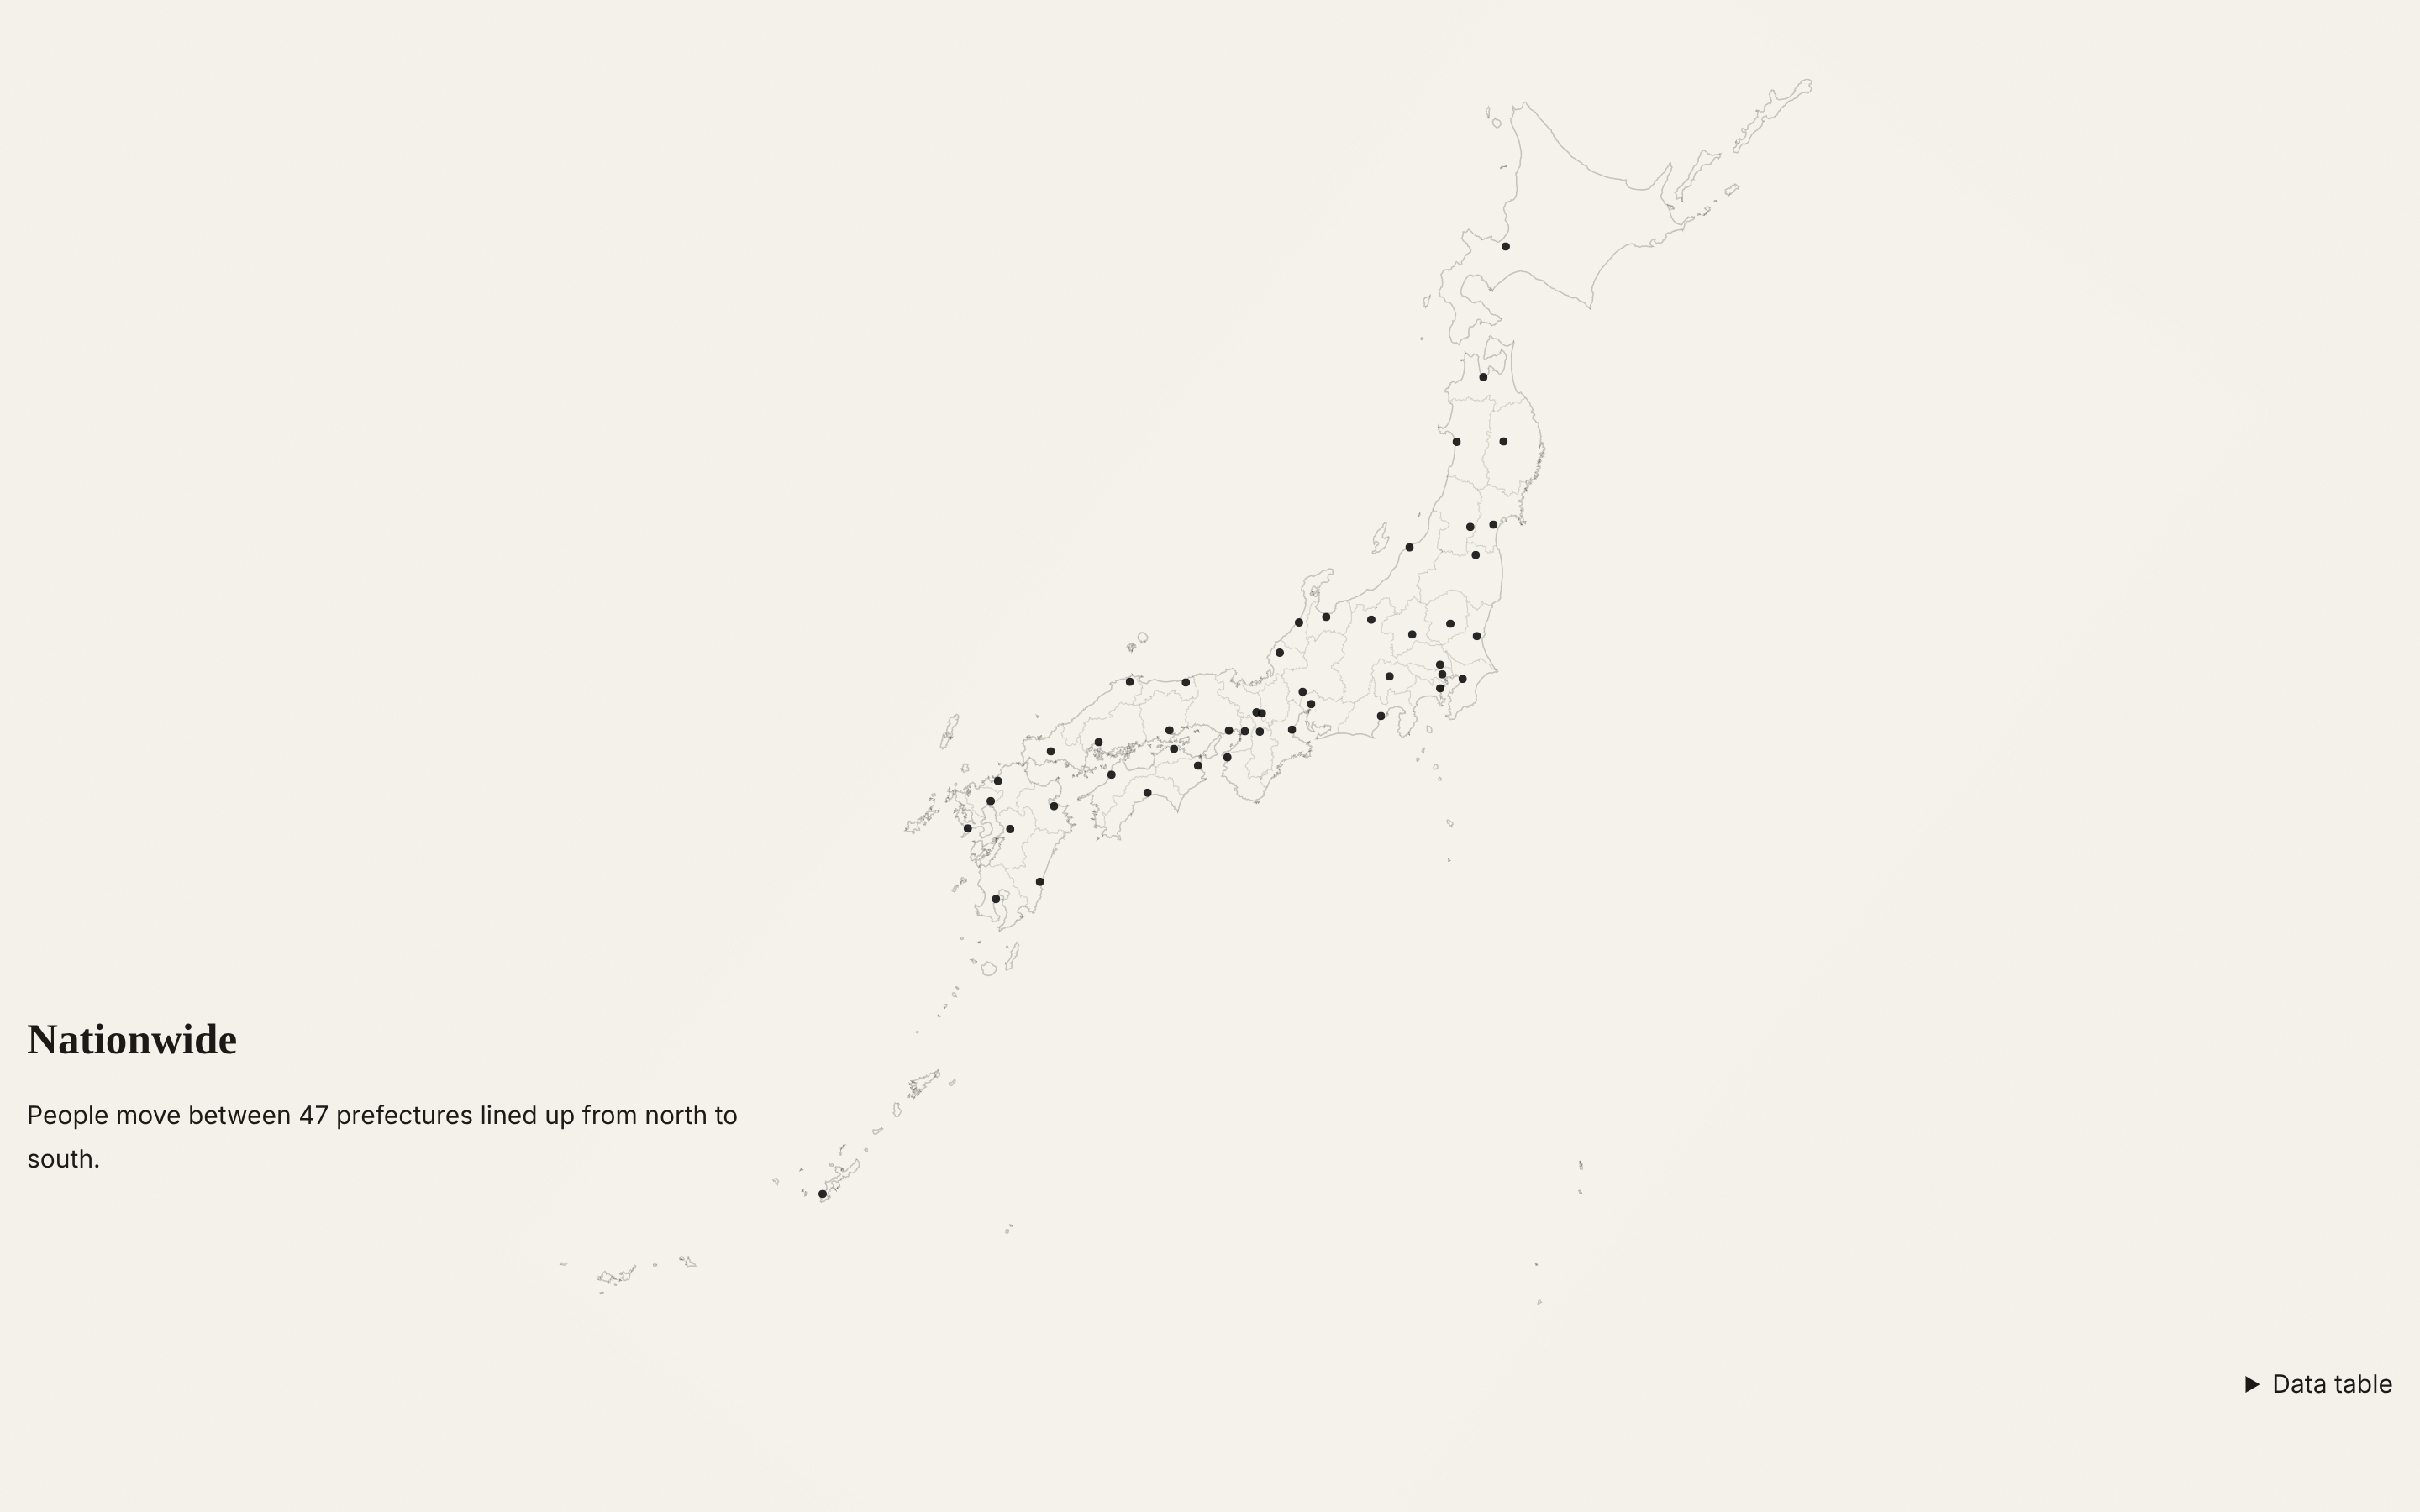 Nationwide
People move between 47 prefectures lined up from north to
south.
▶ Data table